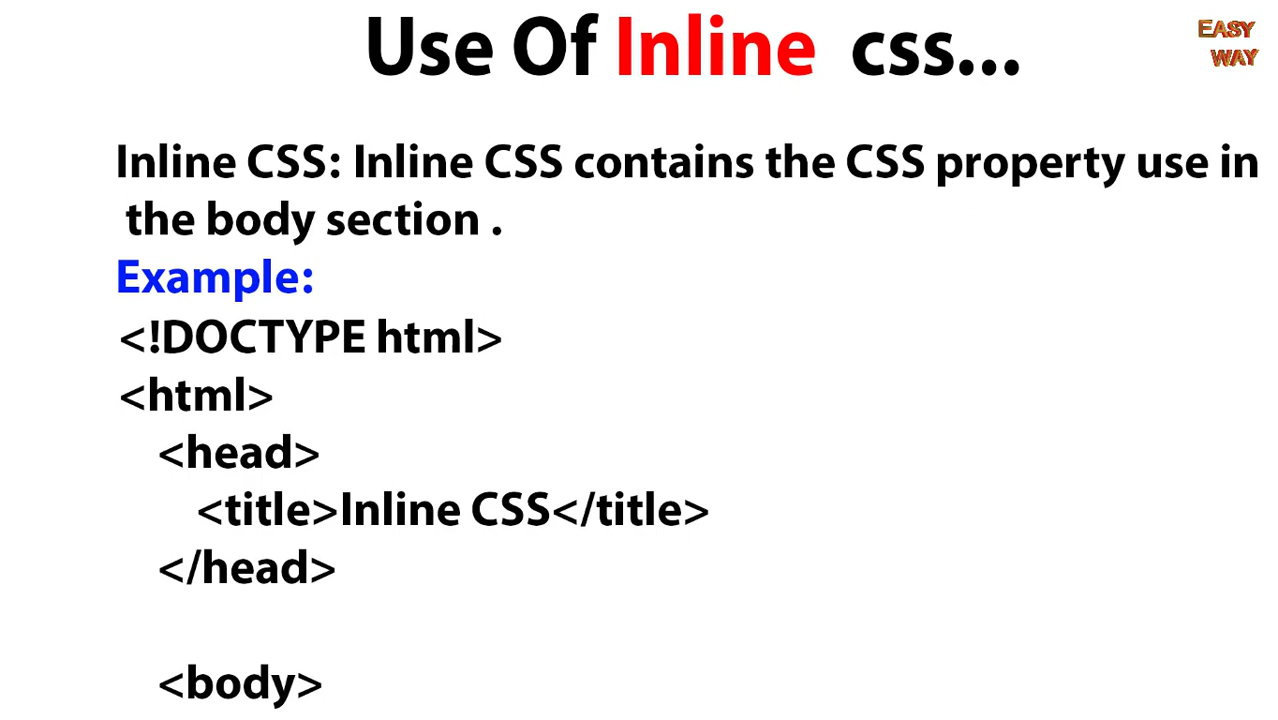 Use Of Inline css...
EASY
WAY
Inline CSS: Inline CSS contains the CSS property use in
the body section .
Example:
<!DOCTYPE html>
<html>
<head>
<title>Inline CSS</title>
</head>
<body>